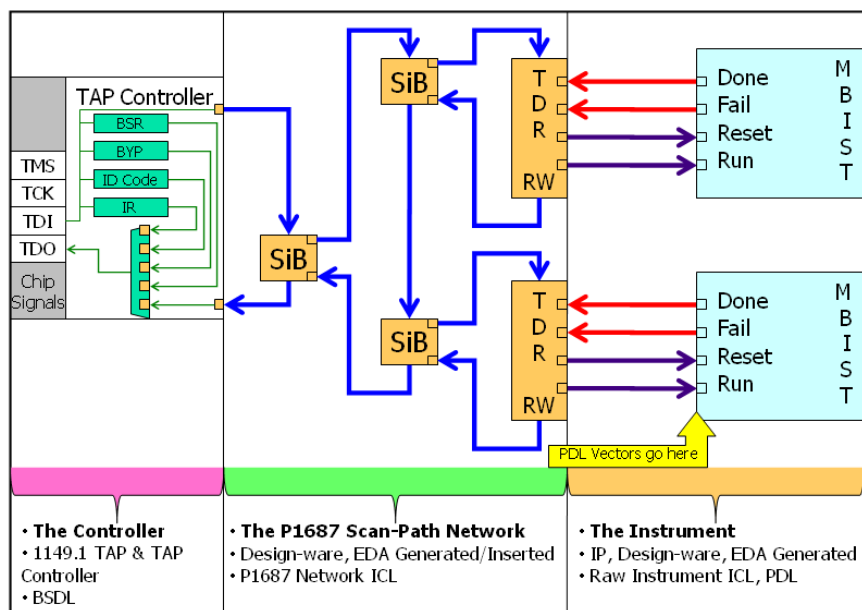 TAP Controller
BSR
BYP
ID Code
IR
TMS
TCK
TDI
TDO
Chip
Signals
SiB
SiB
SiB
T
D
R
RW
Done
Fail
Reset
Run
M
B
I
S
T
T
D
R
RW
Done
Fail
Reset
Run
M
B
I
S
T
PDL Vectors go here
• The Controller
• 1149.1 TAP & TAP
Controller
• BSDL
• The P1687 Scan-Path Network
• Design-ware, EDA Generated/Inserted
• P1687 Network ICL
• The Instrument
• IP, Design-ware, EDA Generated
• Raw Instrument ICL, PDL